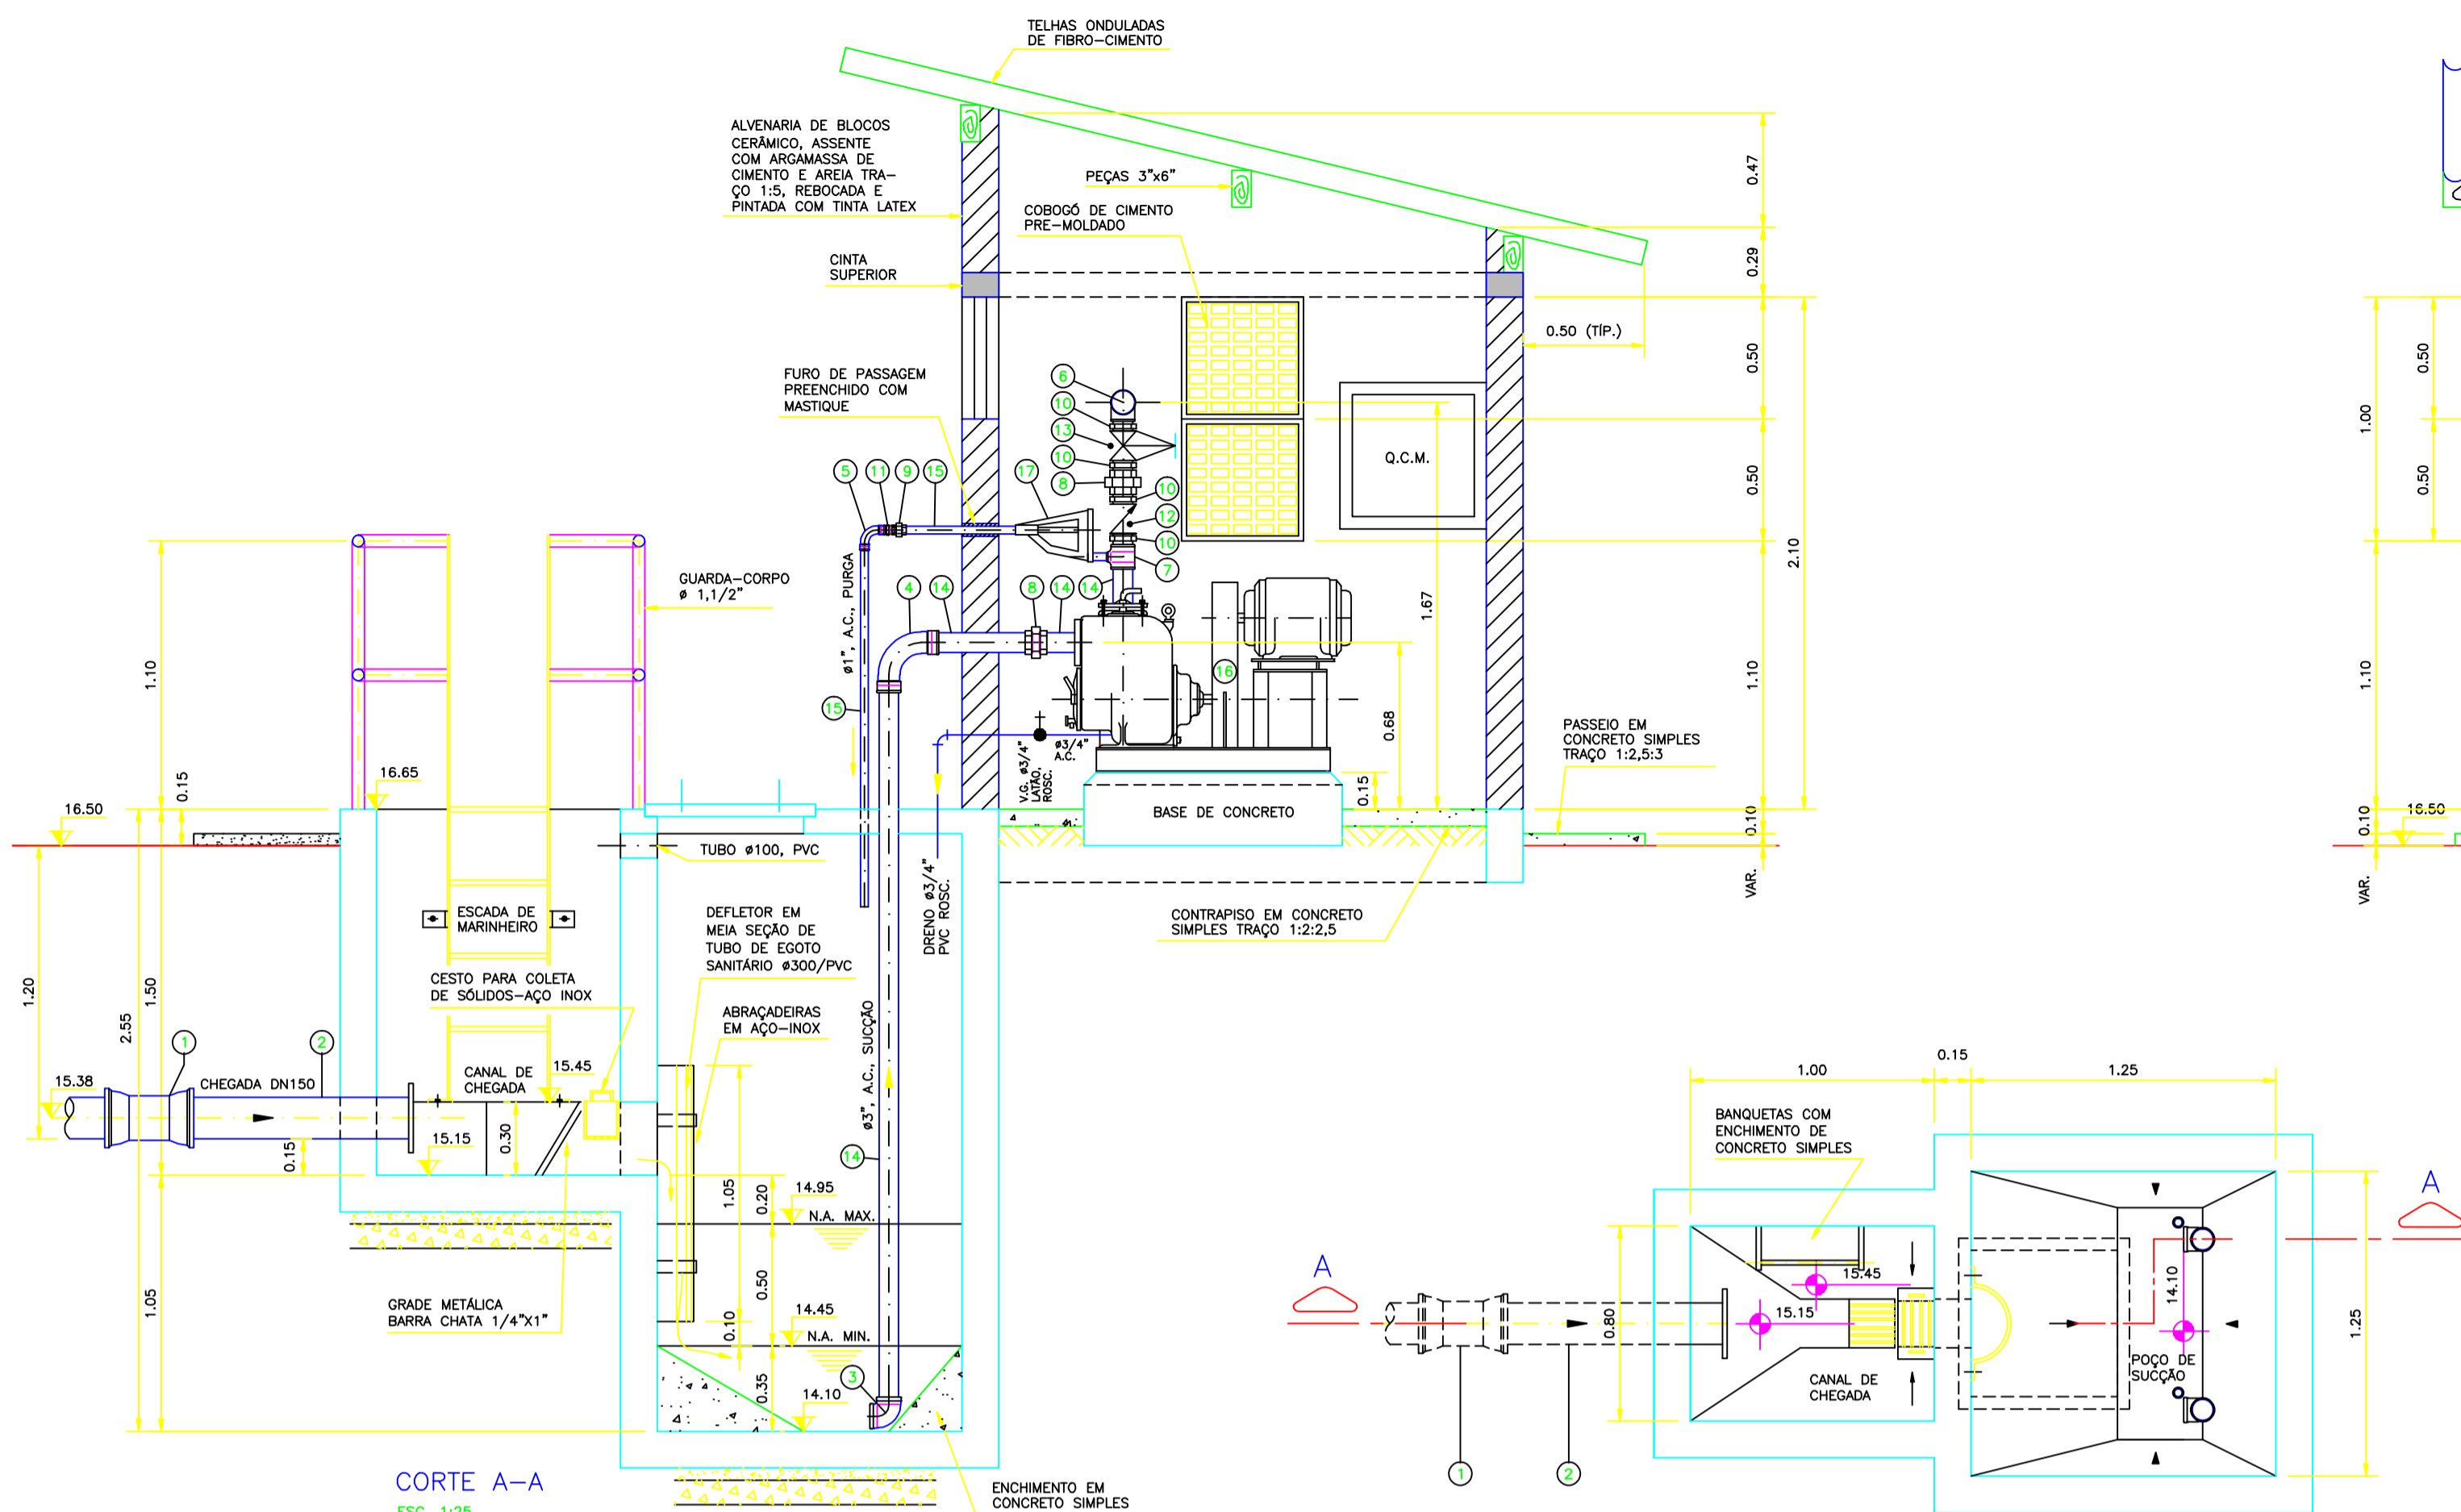 TELHAS ONDULADAS
DE FIBRO-CIMENTO
ALVENARIA DE BLOCOS
CERÂMICO, ASSENTE
COM ARGAMASSA DE
CIMENTO E AREIA TRA-
ÇO 1:5, REBOCADA E
PINTADA COM TINTA LATEX
PEÇAS 3"x6"
COBOGÓ DE CIMENTO
PRE-MOLDADO
CINTA
SUPERIOR
0.47
0.29
0.50 (TÍP.)
0.50
0.50
2.10
1.10
0.10
VAR.
FURO DE PASSAGEM
PREENCHIDO COM
MASTIQUE
6
10
13
10
8
10
12
10
7
5
11
9
15
17
Q.C.M.
1.67
0.68
0.15
GUARDA-CORPO
ø 1,1/2"
ø1", A.C., PURGA
4
14
8
14
14
16
15
V.G. ø3/4"
LATÃO,
ROSC.
ø3/4"
A.C.
BASE DE CONCRETO
PASSEIO EM
CONCRETO SIMPLES
TRAÇO 1:2,5:3
CONTRAPISO EM CONCRETO
SIMPLES TRAÇO 1:2:2,5
1.10
0.15
16.65
16.50
TUBO ø100, PVC
DRENO ø3/4"
PVC ROSC.
ESCADA DE
MARINHEIRO
DEFLETOR EM
MEIA SEÇÃO DE
TUBO DE EGOTO
SANITÁRIO ø300/PVC
CESTO PARA COLETA
DE SÓLIDOS-AÇO INOX
ABRAÇADEIRAS
EM AÇO-INOX
ø3", A.C., SUCÇÃO
1.20
2.55
1.50
1
2
15.38
CHEGADA DN150
CANAL DE
CHEGADA
15.45
15.15
0.15
0.30
14
1.05
0.20
14.95
N.A. MAX.
0.50
0.10
14.45
N.A. MIN.
0.35
14.10
3
1.05
GRADE METÁLICA
BARRA CHATA 1/4"X1"
ENCHIMENTO EM
CONCRETO SIMPLES
CORTE A-A
ESC. 1:25
1.00
0.50
0.50
1.10
0.10
16.50
VAR.
1.00
0.15
1.25
BANQUETAS COM
ENCHIMENTO DE
CONCRETO SIMPLES
A
A
0.80
15.45
15.15
14.10
1.25
POÇO DE
SUCÇÃO
CANAL DE
CHEGADA
1
2